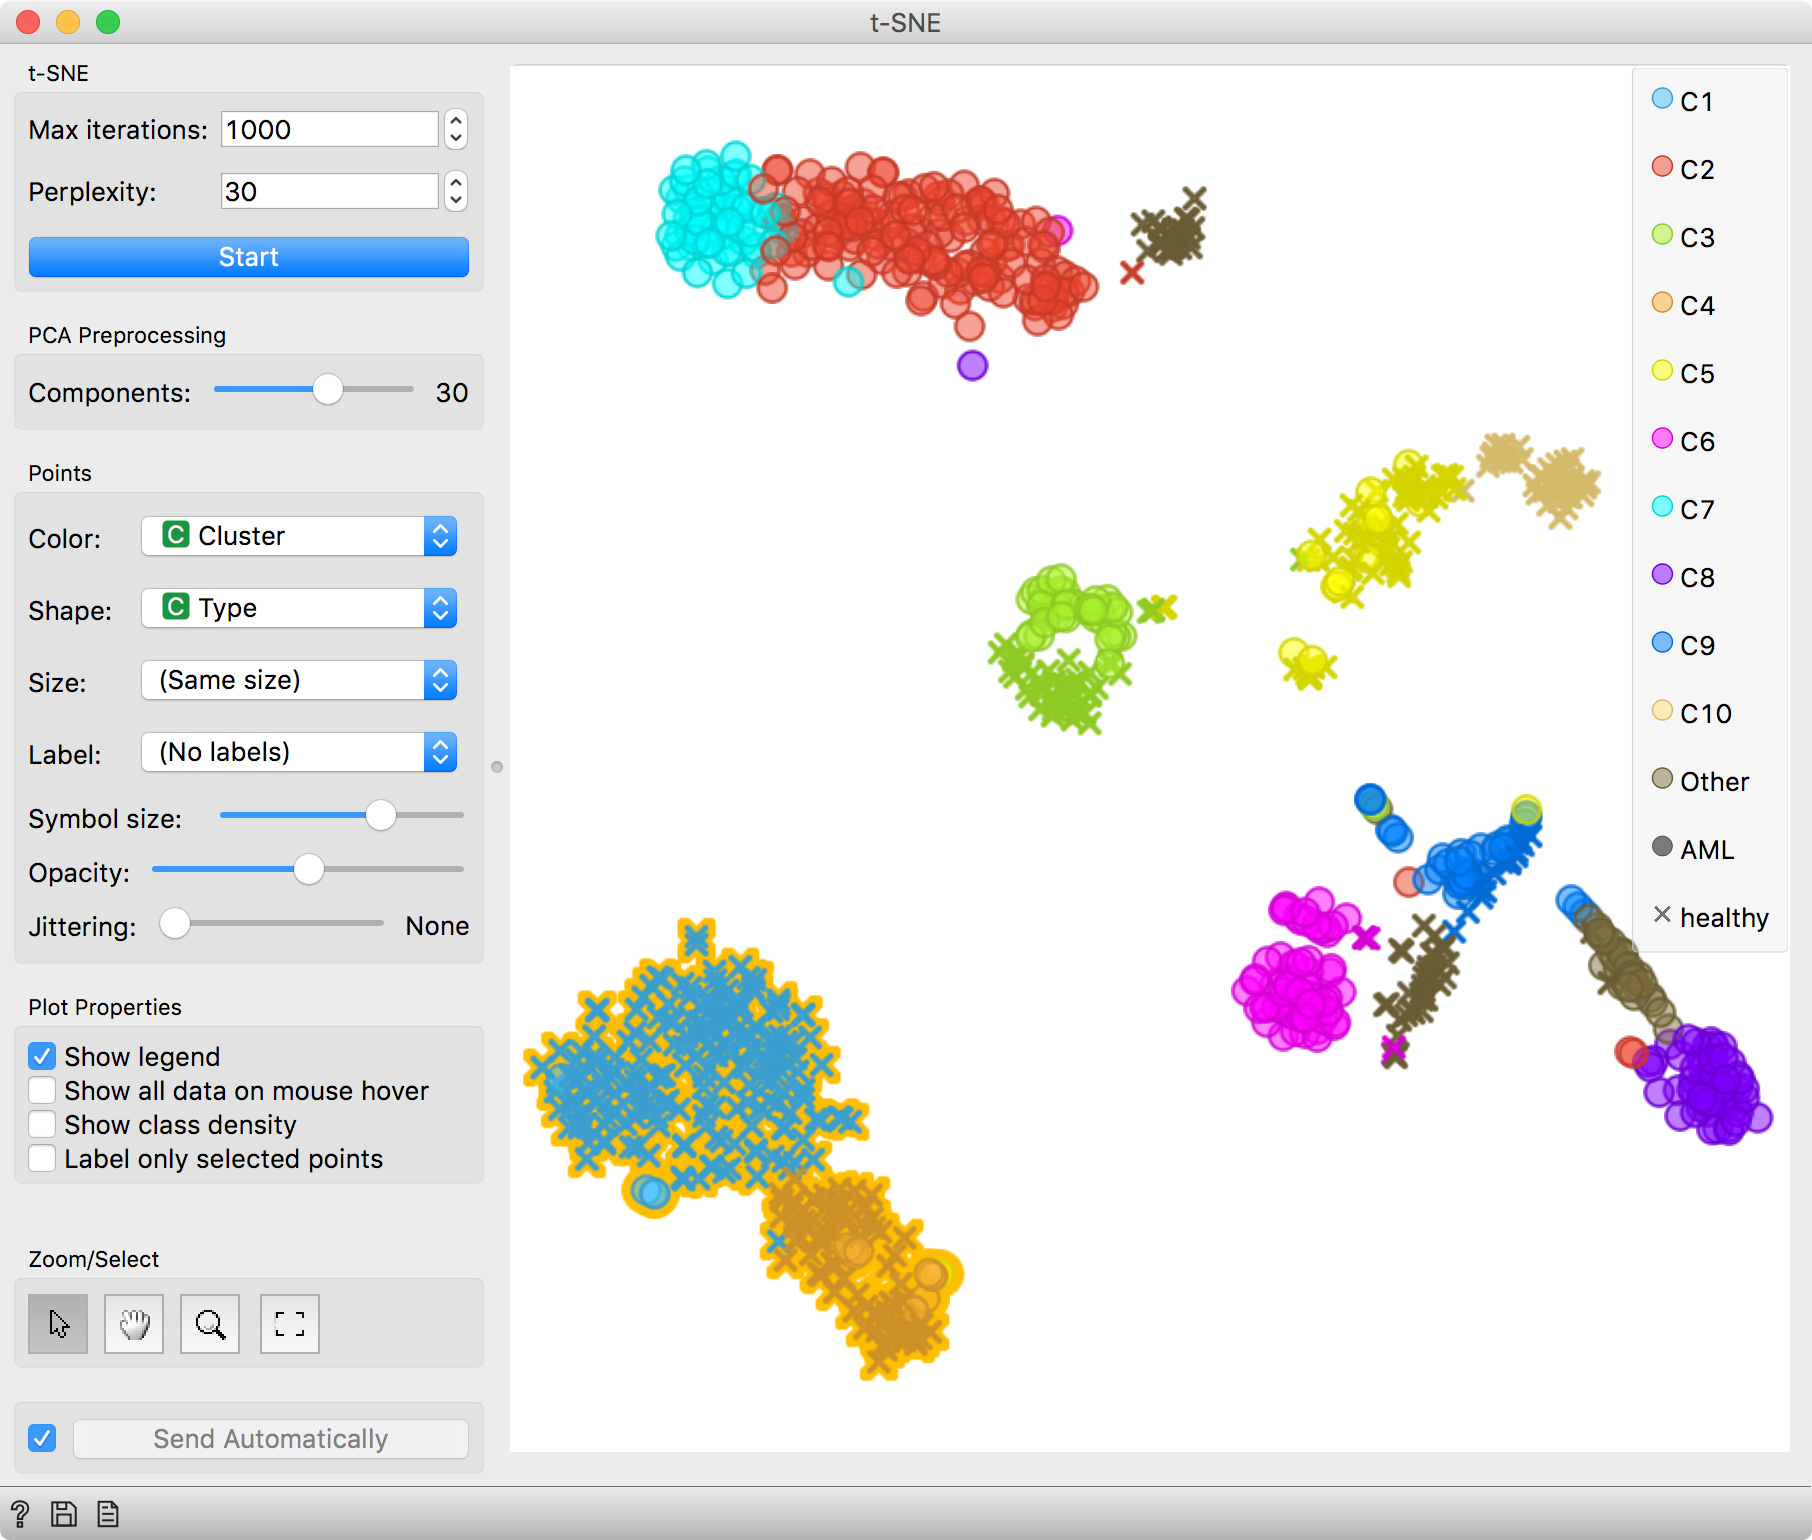 t-SNE
t-SNE
Max iterations: 1000
Perplexity: 30
Start
PCA Preprocessing
Components: 30
Points
Color: C Cluster
Shape: C Type
Size: (Same size)
Label: (No labels)
Symbol size:
Opacity:
Jittering: None
Plot Properties
Show legend
Show all data on mouse hover
Show class density
Label only selected points
Zoom/Select
Send Automatically
C1
C2
C3
C4
C5
C6
C7
C8
C9
C10
Other
AML
healthy